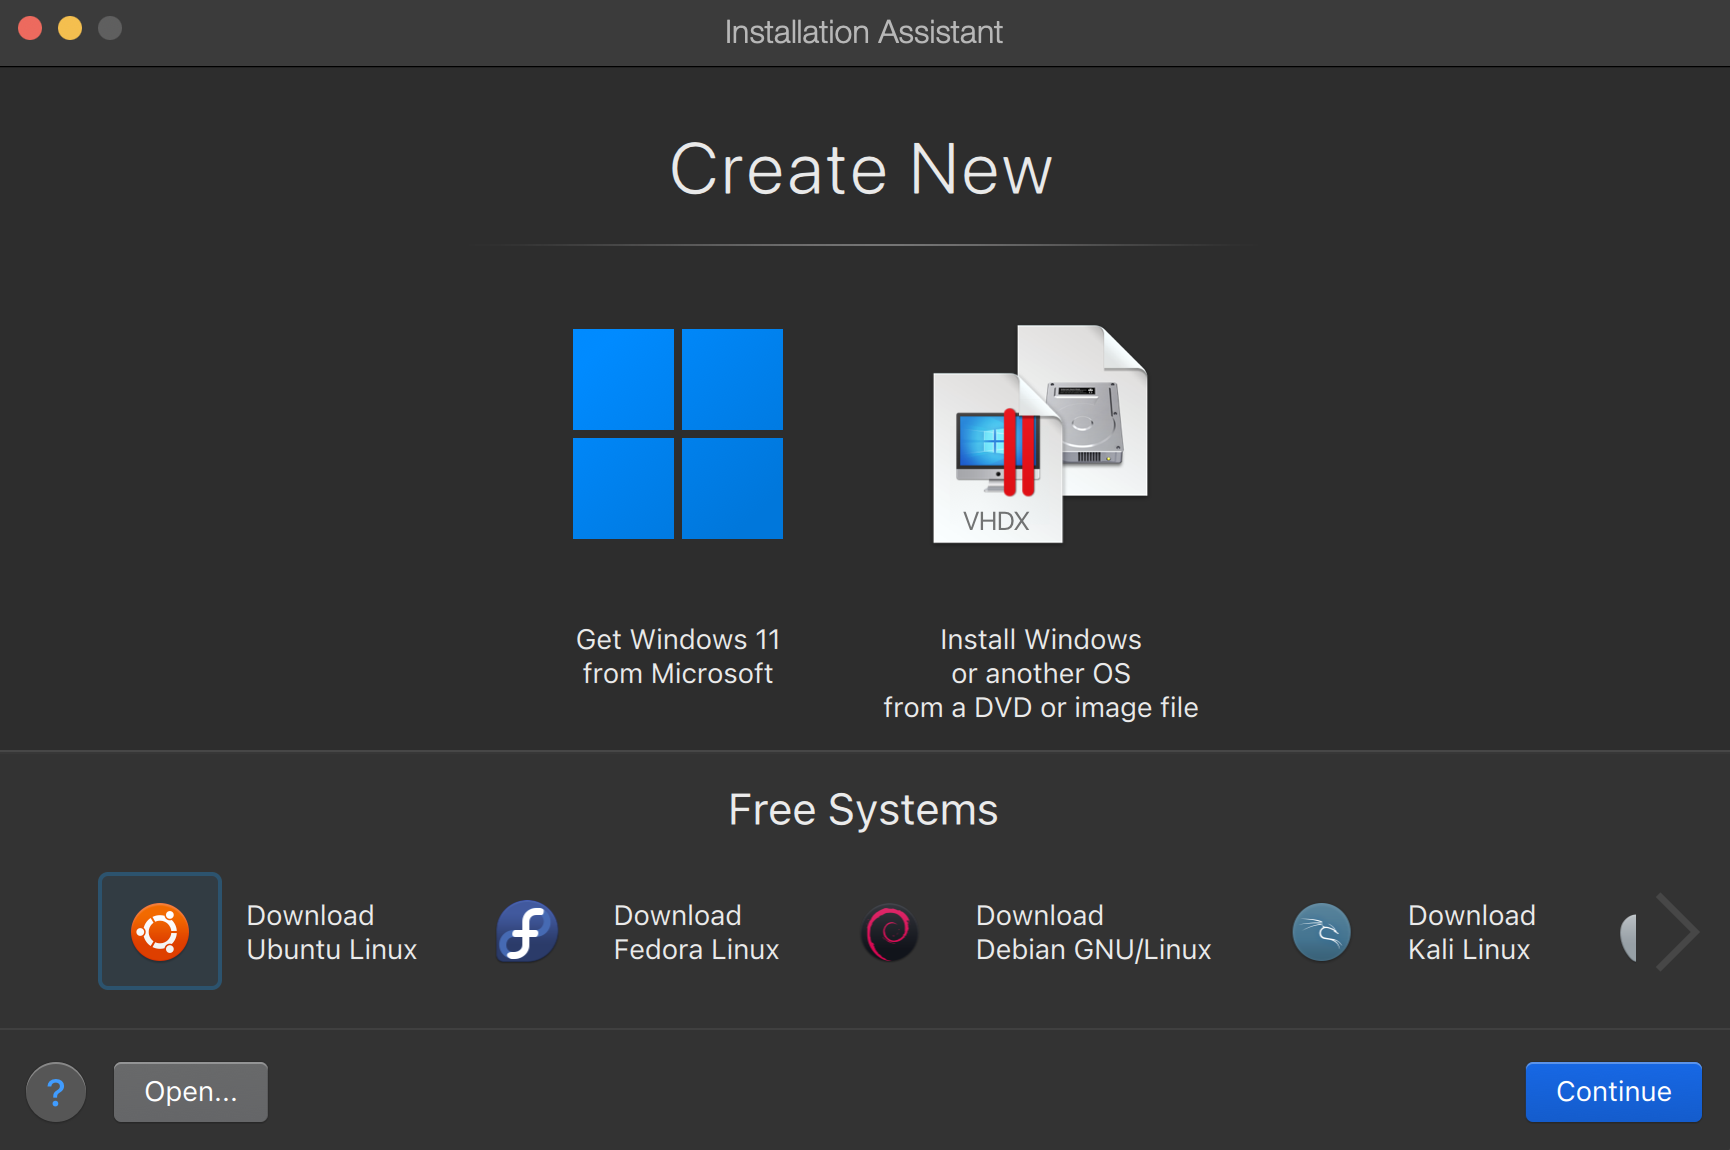 Installation Assistant
Create New
VHDX
Get Windows 11
from Microsoft
Install Windows
or another OS
from a DVD or image file
Free Systems
Download
Ubuntu Linux
Download
Fedora Linux
Download
Debian GNU/Linux
Download
Kali Linux
?
Open...
Continue